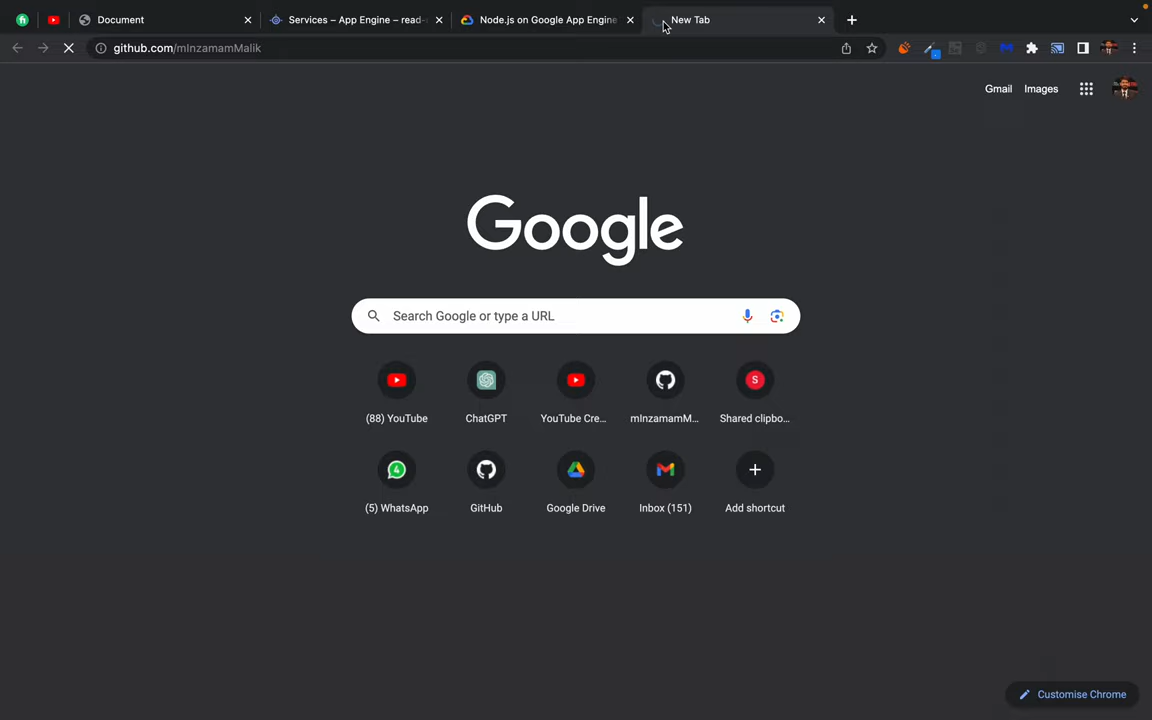 Document
Services – App Engine – read-
Node.js on Google App Engine
New Tab
github.com/mInzamamMalik
Gmail Images
Google
Search Google or type a URL
(88) YouTube
ChatGPT
YouTube Cre...
mInzamamM...
S
Shared clipbo...
4
(5) WhatsApp
GitHub
Google Drive
Inbox (151)
Add shortcut
Customise Chrome